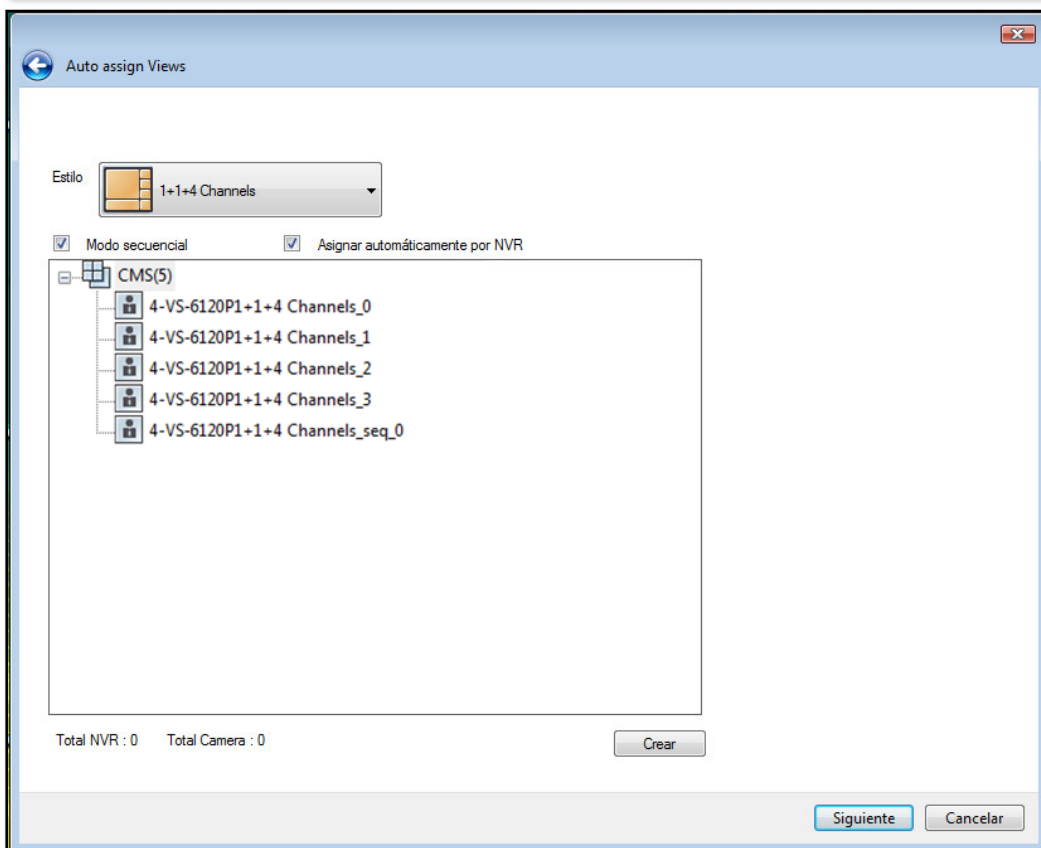 Auto assign Views
Estilo
1+1+4 Channels
Modo secuencial
Asignar automáticamente por NVR
CMS(5)
4-VS-6120P1+1+4 Channels_0
4-VS-6120P1+1+4 Channels_1
4-VS-6120P1+1+4 Channels_2
4-VS-6120P1+1+4 Channels_3
4-VS-6120P1+1+4 Channels_seq_0
Total NVR : 0
Total Camera : 0
Crear
Siguiente
Cancelar